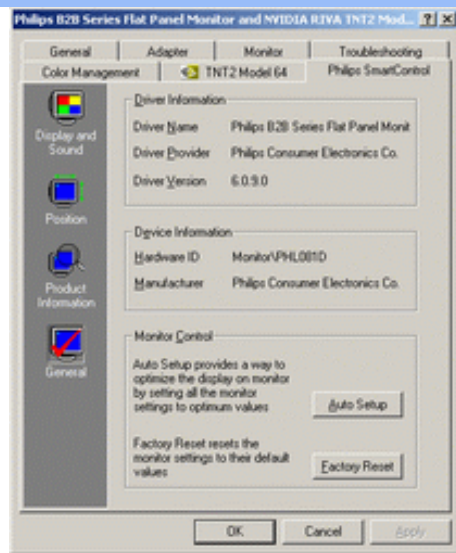 Philips B2B Series Flat Panel Monitor and NVIDIA RIVA TNT2 Mod...
General Adapter Monitor Troubleshooting
Color Management TNT2 Model 64 Philips SmartControl
Display and
Sound
Position
Product
Information
General
Driver Information
Driver Name Philips B2B Series Flat Panel Monit
Driver Provider Philips Consumer Electronics Co.
Driver Version 6.0.9.0
Device Information
Hardware ID Monitor\PHL081D
Manufacturer Philips Consumer Electronics Co.
Monitor Control
Auto Setup provides a way to
optimize the display on monitor
by setting all the monitor
settings to optimum values
Auto Setup
Factory Reset resets the
monitor settings to their default
values
Factory Reset
OK Cancel Apply